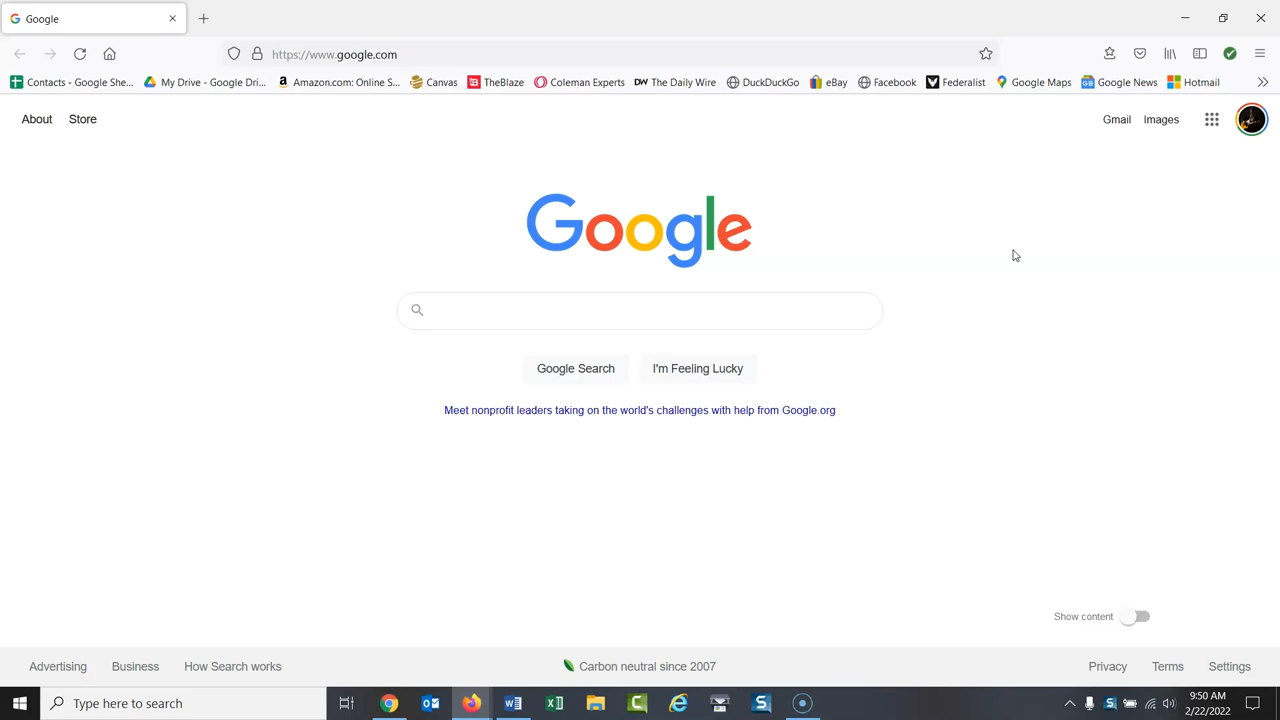 Google
https://www.google.com
Contacts - Google She... My Drive - Google Dri... Amazon.com: Online S... Canvas TheBlaze Coleman Experts DW The Daily Wire DuckDuckGo eBay Facebook Federalist Google Maps Google News Hotmail
About Store Gmail Images
Google
Google Search I'm Feeling Lucky
Meet nonprofit leaders taking on the world's challenges with help from Google.org
Show content
Advertising Business How Search works Carbon neutral since 2007 Privacy Terms Settings
Type here to search 9:50 AM
2/22/2022